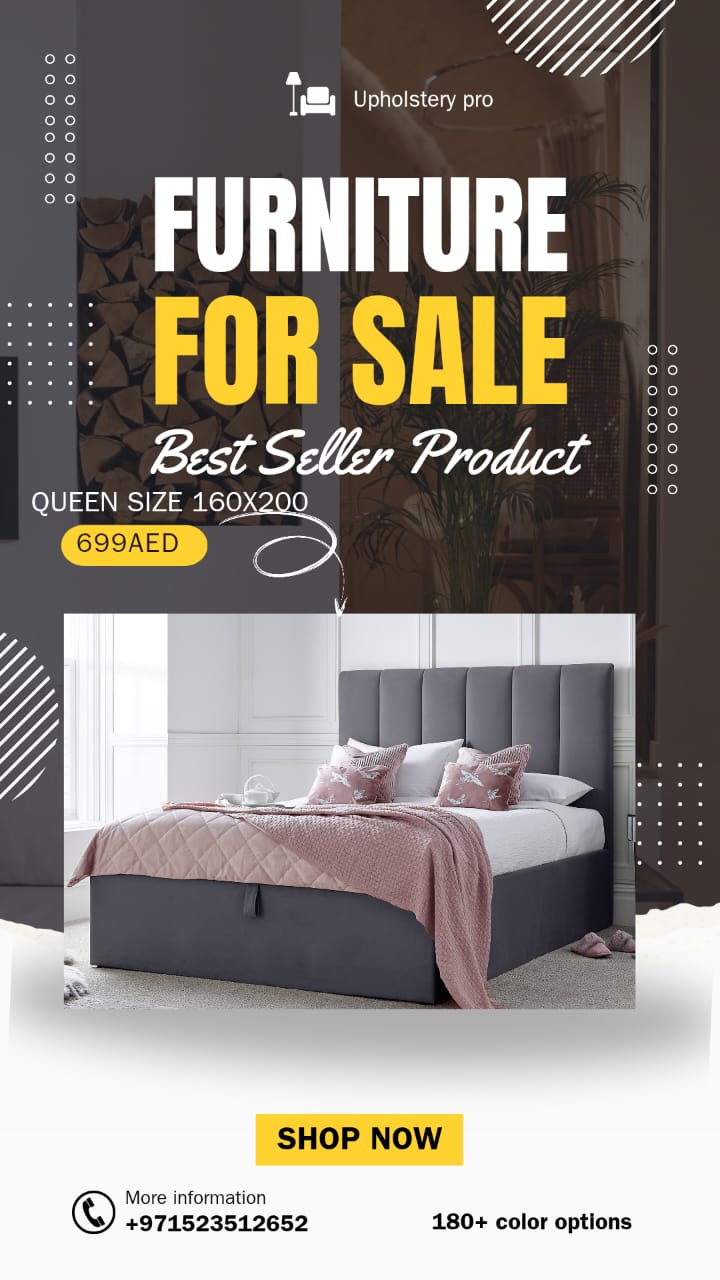 Upholstery pro
FURNITURE
FOR SALE
Best Seller Product
QUEEN SIZE 160X200
699AED
SHOP NOW
More information
+971523512652
180+ color options